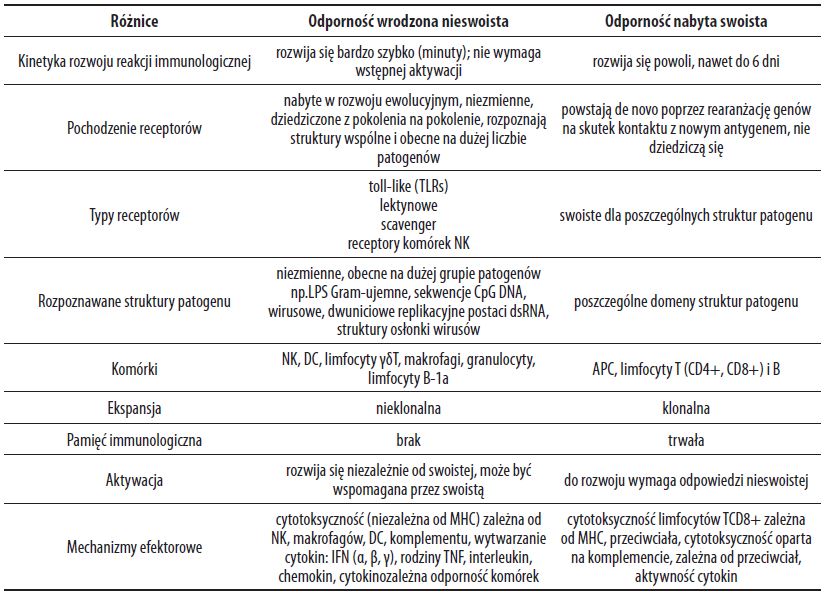 Różnice
Odporność wrodzona nieswoista
Odporność nabyta swoista
Kinetyka rozwoju reakcji immunologicznej
rozwija się bardzo szybko (minuty); nie wymaga
wstępnej aktywacji
rozwija się powoli, nawet do 6 dni
Pochodzenie receptorów
nabyte w rozwoju ewolucyjnym, niezmienne,
dziedziczone z pokolenia na pokolenie, rozpoznają
struktury wspólne i obecne na dużej liczbie
patogenów
powstają de novo poprzez rearanżację genów
na skutek kontaktu z nowym antygenem, nie
dziedziczą się
Typy receptorów
toll-like (TLRs)
lektynowe
scavenger
receptory komórek NK
swoiste dla poszczególnych struktur patogenu
Rozpoznawane struktury patogenu
niezmienne, obecne na dużej grupie patogenów
np.LPS Gram-ujemne, sekwencje CpG DNA,
wirusowe, dwuniciowe replikacyjne postaci dsRNA,
struktury osłonki wirusów
poszczególne domeny struktur patogenu
Komórki
NK, DC, limfocyty γδT, makrofagi, granulocyty,
limfocyty B-1a
APC, limfocyty T (CD4+, CD8+) i B
Ekspansja
nieklonalna
klonalna
Pamięć immunologiczna
brak
trwała
Aktywacja
rozwija się niezależnie od swoistej, może być
wspomagana przez swoistą
do rozwoju wymaga odpowiedzi nieswoistej
Mechanizmy efektorowe
cytotoksyczność (niezależna od MHC) zależna od
NK, makrofagów, DC, komplementu, wytwarzanie
cytokin: IFN (α, β, γ), rodziny TNF, interleukin,
chemokin, cytokinozależna odporność komórek
cytotoksyczność limfocytów TCD8+ zależna
od MHC, przeciwciała, cytotoksyczność oparta
na komplemencie, zależna od przeciwciał,
aktywność cytokin